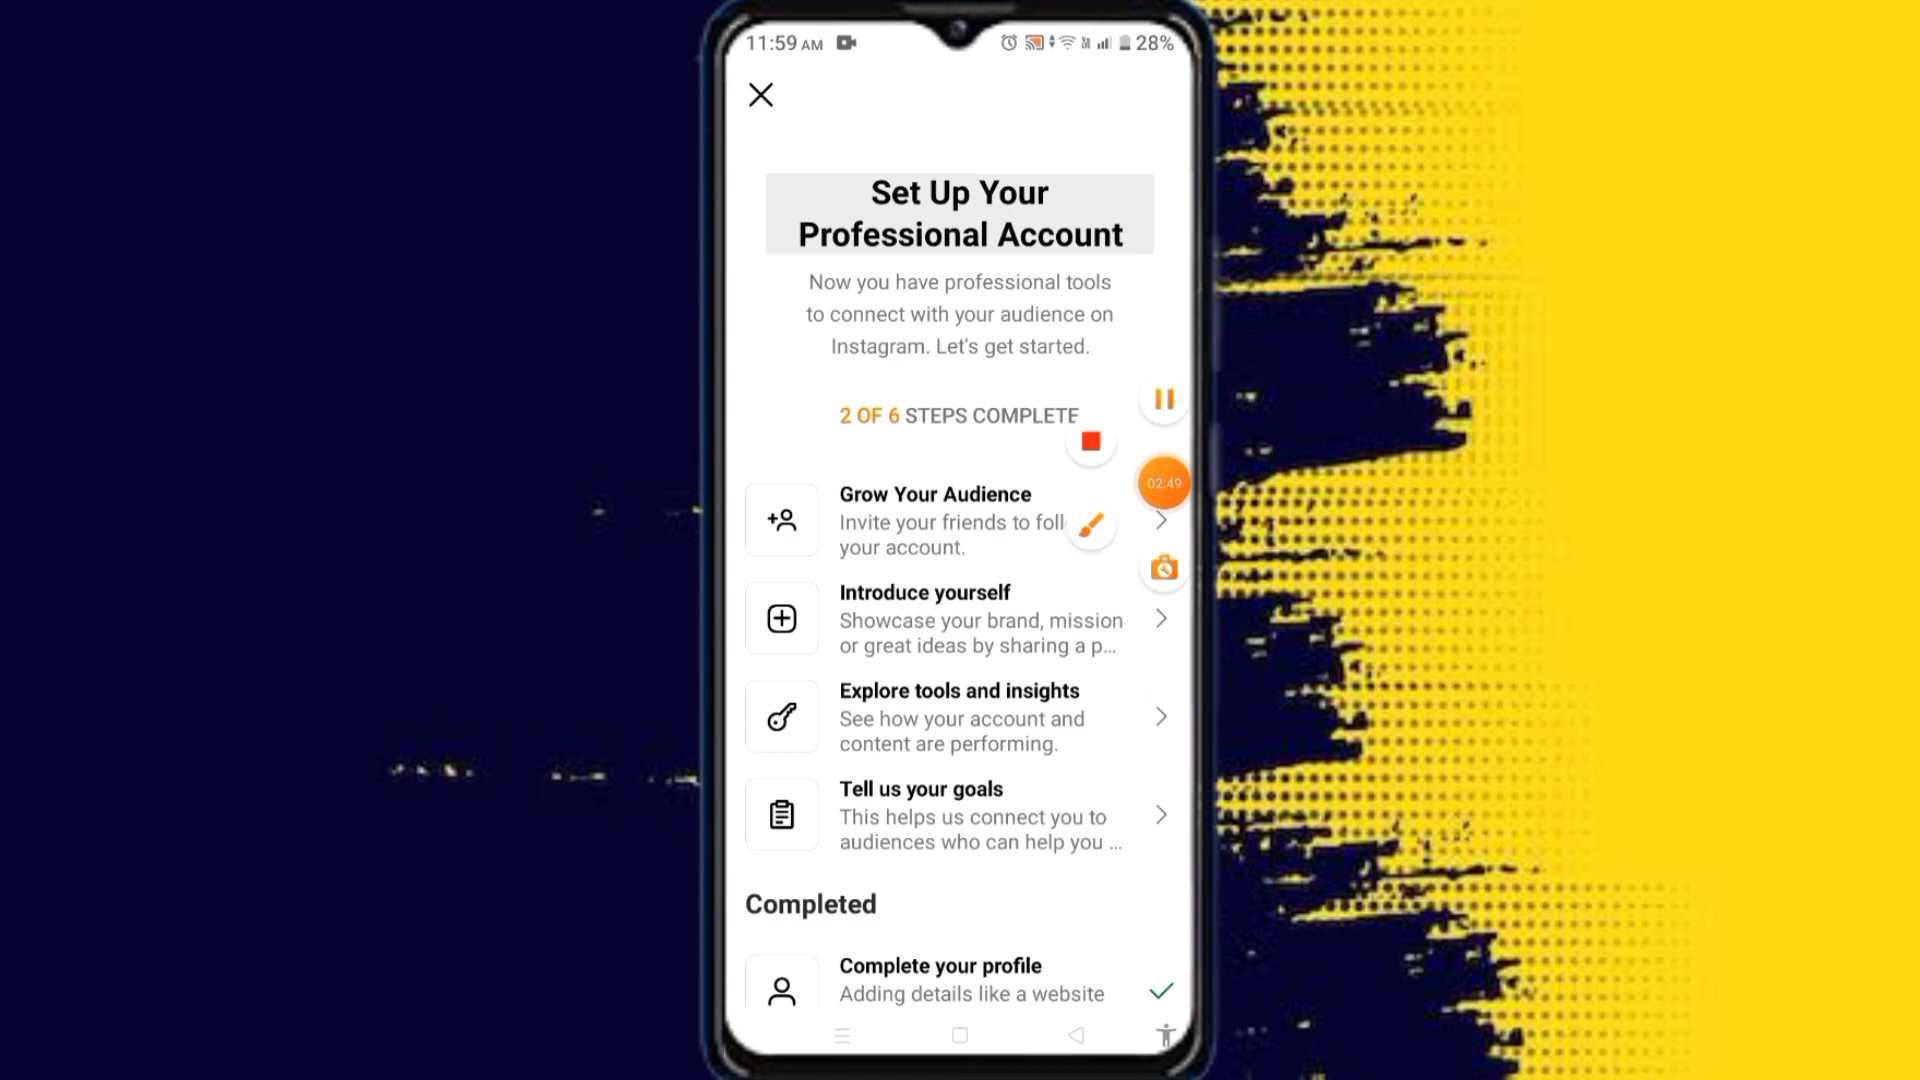 11:59 AM
28%
Set Up Your
Professional Account
Now you have professional tools
to connect with your audience on
Instagram. Let's get started.
2 OF 6 STEPS COMPLETE
02:49
Grow Your Audience
Invite your friends to foll
your account.
Introduce yourself
Showcase your brand, mission
or great ideas by sharing a p...
Explore tools and insights
See how your account and
content are performing.
Tell us your goals
This helps us connect you to
audiences who can help you ...
Completed
Complete your profile
Adding details like a website